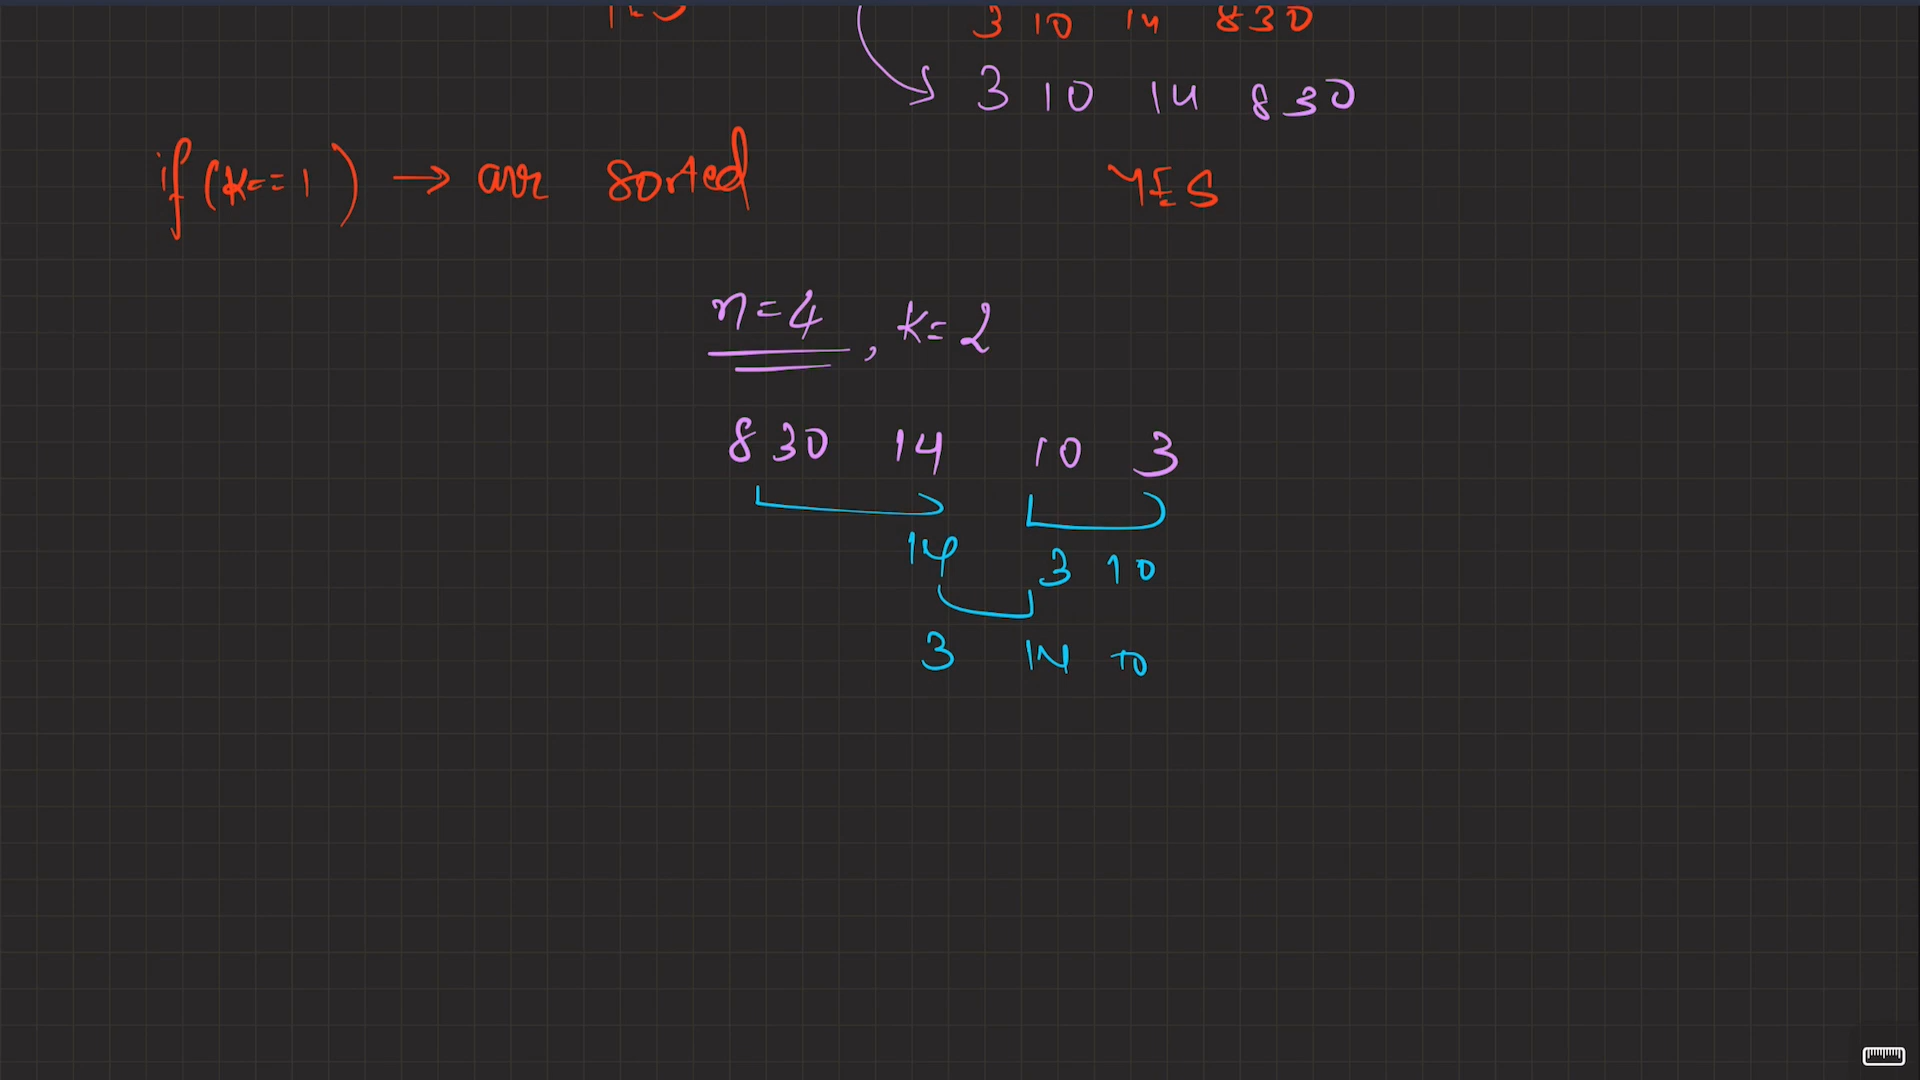 3 10 14 830
3 10 14 830
if (k==1) → arr sorted YES
n=4, k=2
830 14 10 3
14 3 10
3 14 10